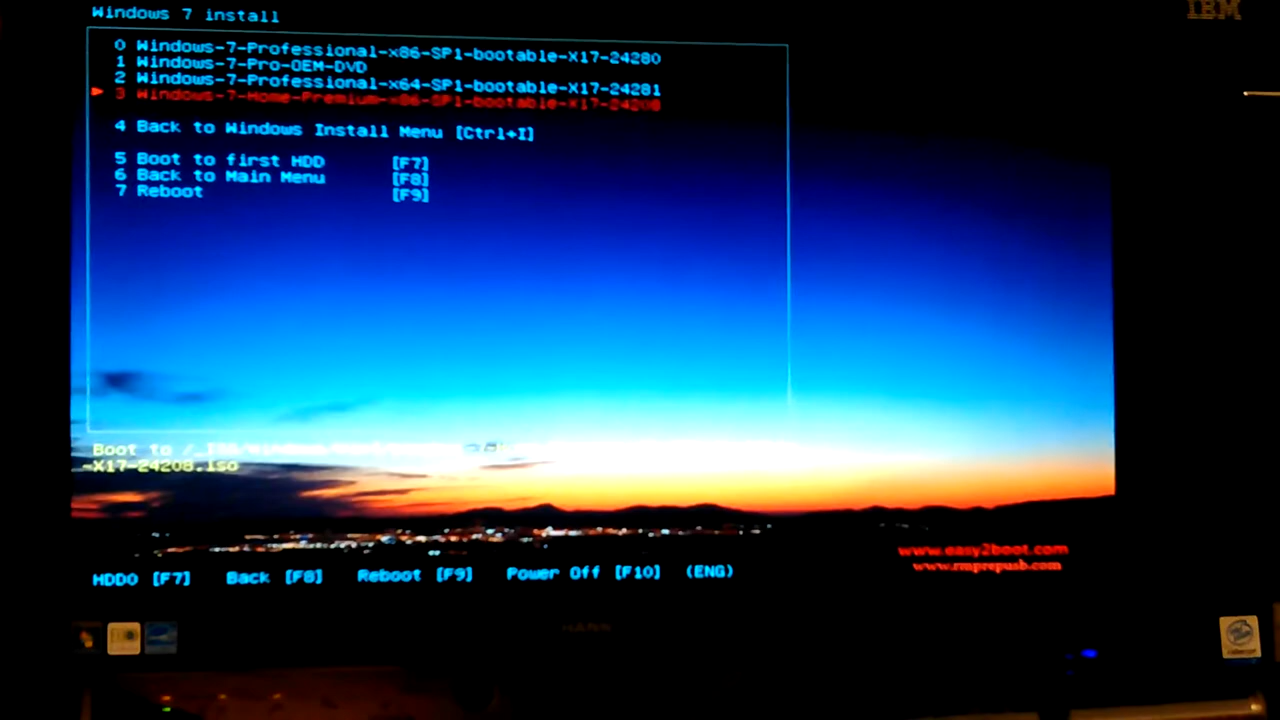 Windows 7 install
IBM
0 Windows-7-Professional-x86-SP1-bootable-X17-24280
1 Windows-7-Pro-OEM-DVD
2 Windows-7-Professional-x64-SP1-bootable-X17-24281
3 Windows-7-Home-Premium-x86-SP1-bootable-X17-24208
4 Back to Windows Install Menu [Ctrl+I]
5 Boot to first HDD [F7]
6 Back to Main Menu [F8]
7 Reboot [F9]
Boot to
-X17-24208.iso
www.easy2boot.com
www.rmprepusb.com
HDD0 [F7] Back [F8] Reboot [F9] Power Off [F10] (ENG)